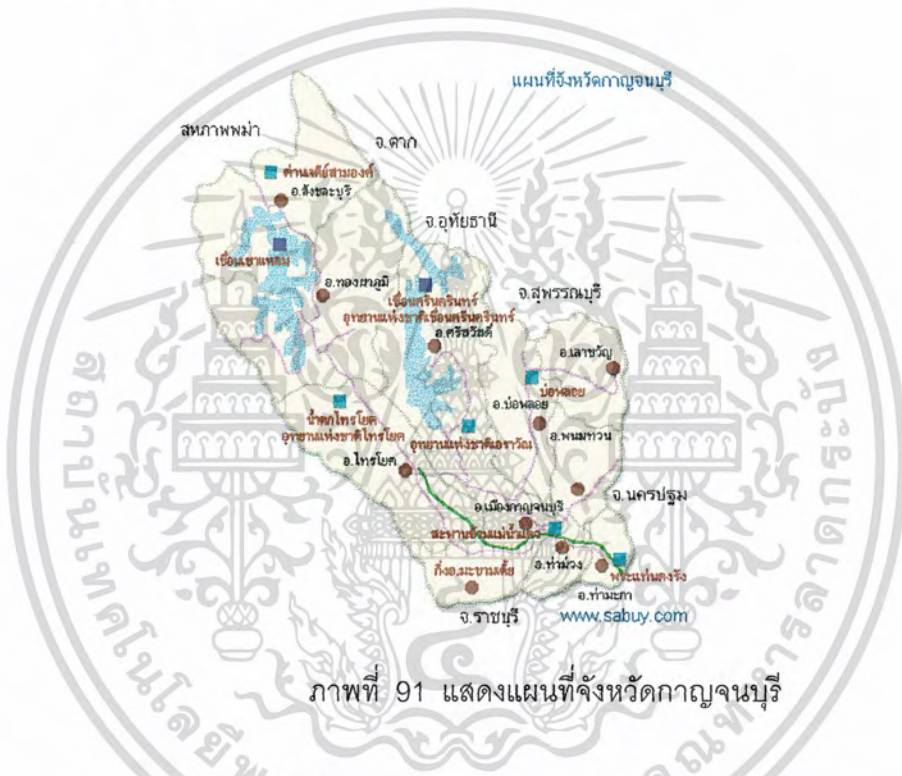 แผนที่จังหวัดกาญจนบุรี
สหภาพพม่า
จ.ตาก
ด่านเจดีย์สามองค์
อ.สังขละบุรี
จ.อุทัยธานี
เขื่อนเขาแหลม
อ.ทองผาภูมิ
เขื่อนศรีนครินทร์
อุทยานแห่งชาติเขื่อนศรีนครินทร์
จ.สุพรรณบุรี
อ.ศรีสวัสดิ์
อ.เลาขวัญ
บ่อพลอย
อ.บ่อพลอย
น้ำตกไทรโยค
อุทยานแห่งชาติไทรโยค
อุทยานแห่งชาติเอราวัณ
อ.พนมทวน
อ.ไทรโยค
จ.นครปฐม
อ.เมืองกาญจนบุรี
สะพานข้ามแม่น้ำแคว
อ.ท่าม่วง
พระแท่นดงรัง
กิ่งอ.มะขามเตี้ย
อ.ท่ามะกา
จ.ราชบุรี
www.sabuy.com
ภาพที่ 91 แสดงแผนที่จังหวัดกาญจนบุรี